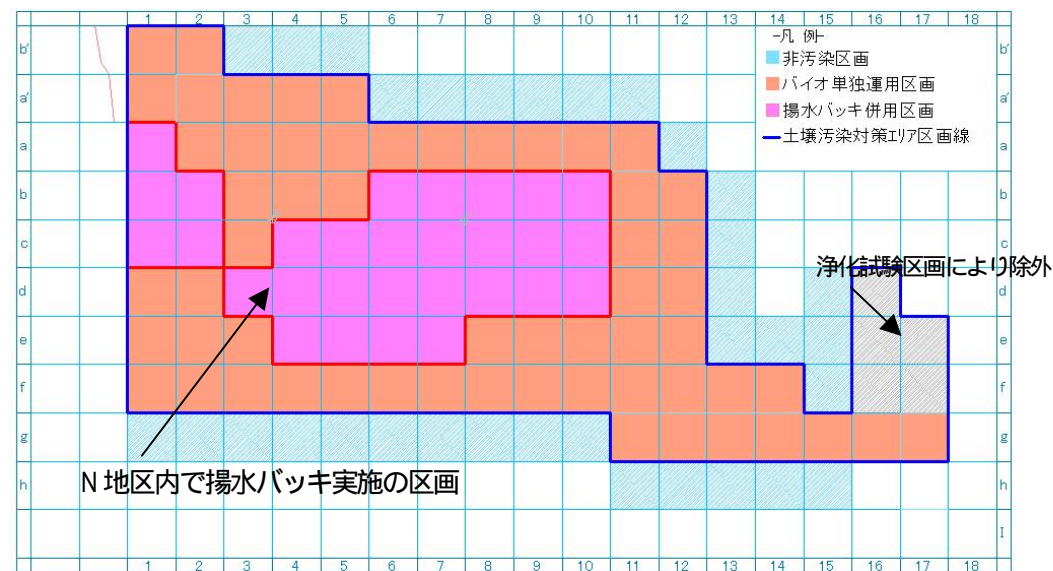 1 2 3 4 5 6 7 8 9 10 11 12 13 14 15 16 17 18
-凡 例-
非汚染区画
バイオ単独運用区画
揚水バッキ併用区画
土壌汚染対策エリア区画線
b' b'
a' a'
a a
b b
c c
浄化試験区画により除外
d d
e e
f f
g g
N 地区内で揚水バッキ実施の区画
h h
I
1 2 3 4 5 6 7 8 9 10 11 12 13 14 15 16 17 18